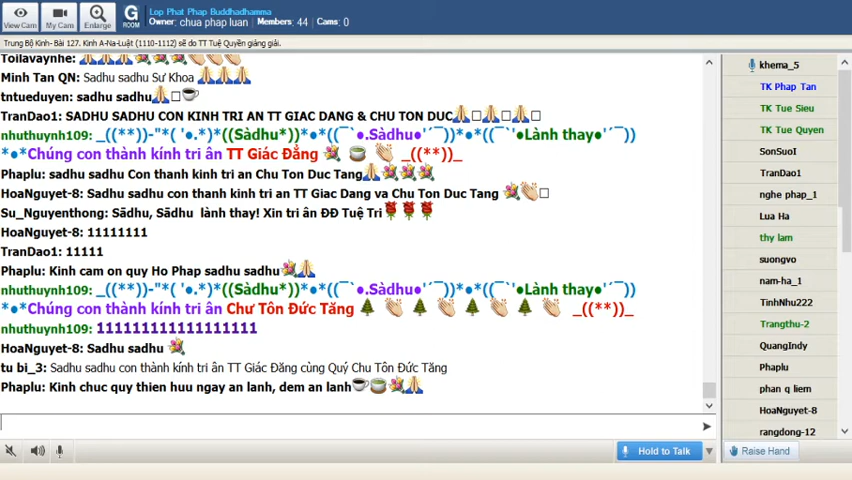 View Cam
My Cam
Enlarge
G
ROOM
Lop Phat Phap Buddhadhamma
Owner: chua phap luan Members: 44 Cams: 0
Trung Bộ Kinh- Bài 127. Kinh A-Na-Luật (1110-1112) sẽ do TT Tuệ Quyền giảng giải.
Toilavaynhe:
Minh Tan QN: Sadhu sadhu Sư Khoa
tntueduyen: sadhu sadhu
TranDao1: SADHU SADHU CON KINH TRI AN TT GIAC DANG & CHU TON DUC
nhuthuynh109: _((**)-"*( '●.*)*((Sàdhu*))*●*((¯`'●.Sàdhu●'´¯))*●*((¯`'●Lành thay●'´¯))
*●*Chúng con thành kính tri ân TT Giác Đẳng _((**))_
Phaplu: sadhu sadhu Con thanh kinh tri an Chu Ton Duc Tang
HoaNguyet-8: Sadhu sadhu con thanh kinh tri an TT Giac Dang va Chu Ton Duc Tang
Su_Nguyenthong: Sãdhu, Sãdhu lành thay! Xin tri ân ĐĐ Tuệ Tri
HoaNguyet-8: 11111111
TranDao1: 11111
Phaplu: Kinh cam on quy Ho Phap sadhu sadhu
nhuthuynh109: _((**)-"*( '●.*)*((Sàdhu*))*●*((¯`'●.Sàdhu●'´¯))*●*((¯`'●Lành thay●'´¯))
*●*Chúng con thành kính tri ân Chư Tôn Đức Tăng _((**))_
nhuthuynh109: 111111111111111111
HoaNguyet-8: Sadhu sadhu
tu bi_3: Sadhu sadhu con thành kính tri ân TT Giác Đăng cùng Quý Chu Tôn Đức Tăng
Phaplu: Kinh chuc quy thien huu ngay an lanh, dem an lanh
Hold to Talk
khema_5
TK Phap Tan
TK Tue Sieu
TK Tue Quyen
SonSuoI
TranDao1
nghe phap_1
Lua Ha
thy lam
suongvo
nam-ha_1
TinhNhu222
Trangthu-2
QuangIndy
Phaplu
phan q liem
HoaNguyet-8
rangdong-12
Raise Hand